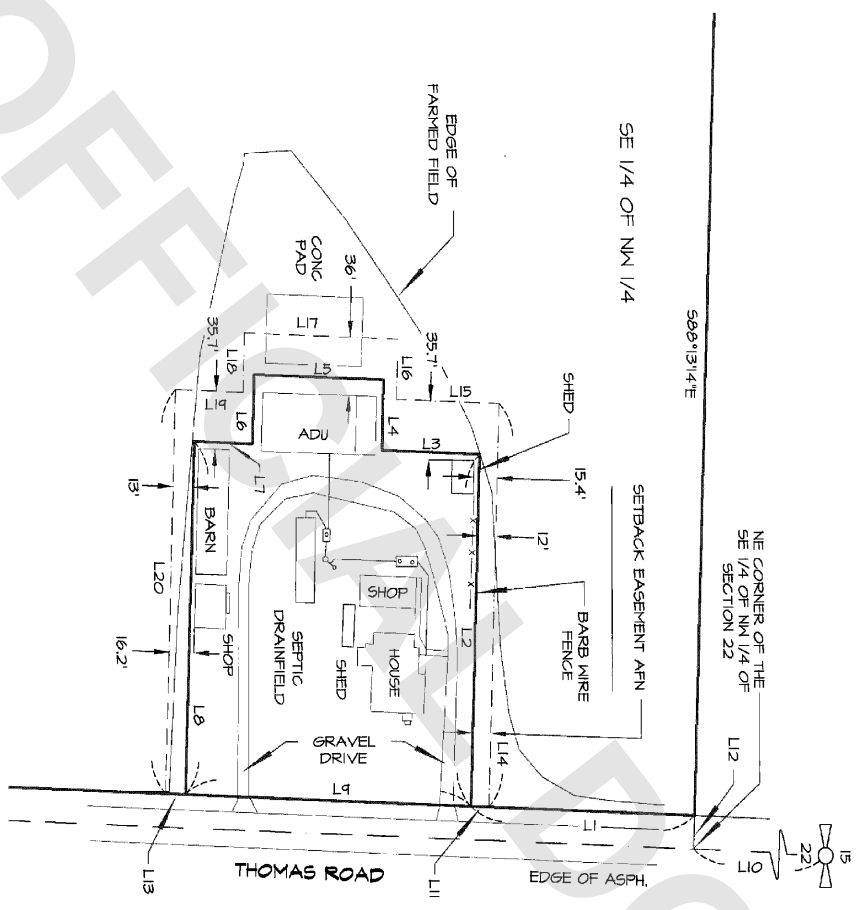 OFFICIAL DOC
SE 1/4 OF NW 1/4
S88°13'14"E
NE CORNER OF THE
SE 1/4 OF NW 1/4 OF
SECTION 22
15
22
L12
L10
L1
EDGE OF
FARMED FIELD
SETBACK EASEMENT AFN
SHED
15.4'
12'
BARB WIRE
FENCE
x
x
x
L2
L14
L11
EDGE OF ASPH.
THOMAS ROAD
CONC
PAD
36'
35.7'
L15
L16
L17
L18
35.7'
L19
L3
L4
L5
L6
L7
ADU
SHOP
HOUSE
SHED
SEPTIC
DRAINFIELD
GRAVEL
DRIVE
L9
BARN
SHOP
13'
L20
16.2'
L8
L13